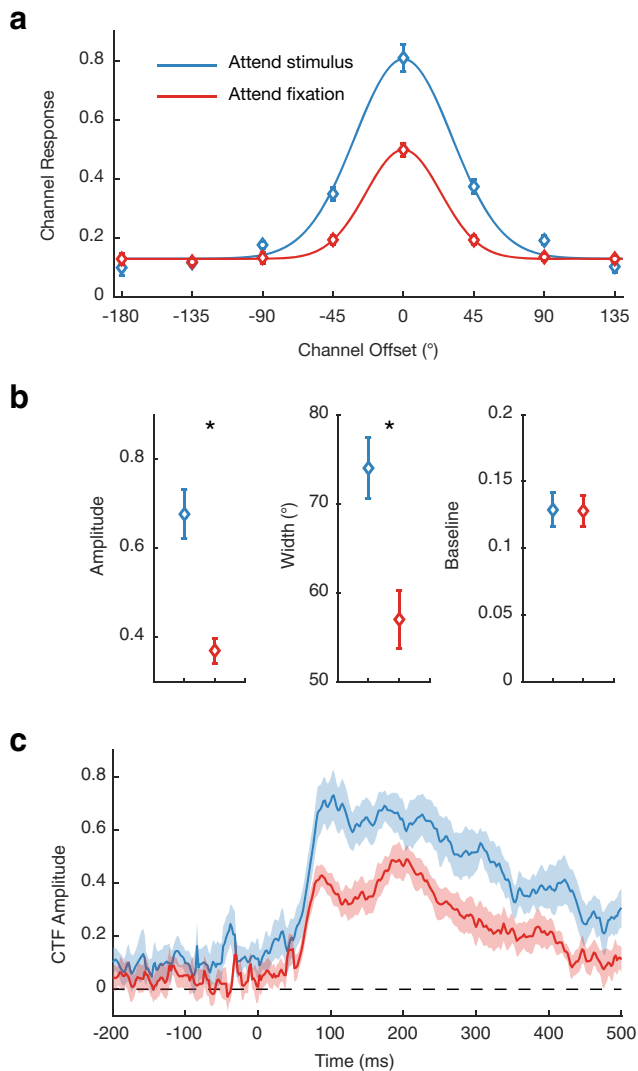 a
0.8
0.6
0.4
0.2
0
Channel Response
Attend stimulus
Attend fixation
-180 -135 -90 -45 0 45 90 135
Channel Offset (°)
b
0.8
0.6
0.4
Amplitude
*
80
70
60
50
Width (°)
*
0.2
0.15
0.1
0.05
0
Baseline
c
0.8
0.6
0.4
0.2
0
CTF Amplitude
-200 -100 0 100 200 300 400 500
Time (ms)